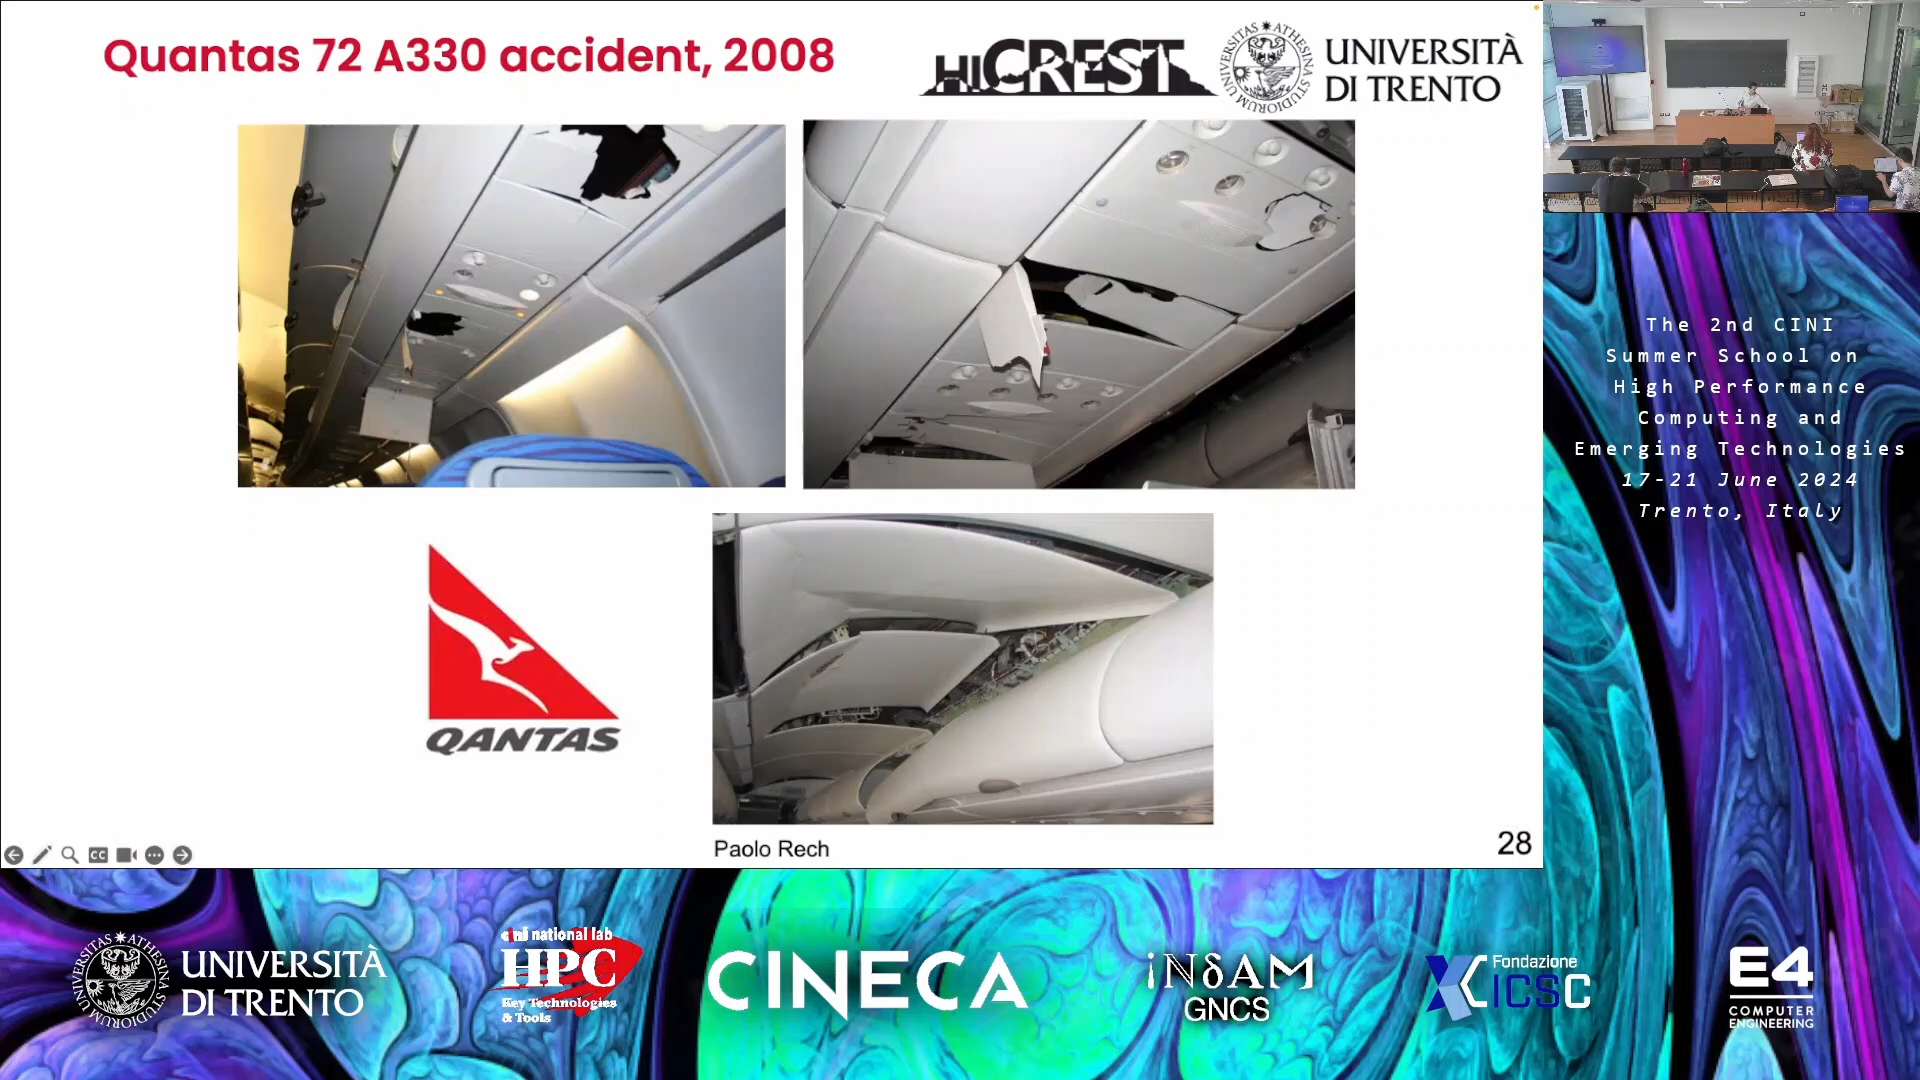 Quantas 72 A330 accident, 2008
HICREST
UNIVERSITÀ
DI TRENTO
QANTAS
Paolo Rech
28
The 2nd CINI
Summer School on
High Performance
Computing and
Emerging Technologies
17-21 June 2024
Trento, Italy
UNIVERSITÀ
DI TRENTO
cini national lab
HPC
Key Technologies
& Tools
CINECA
iNδAM
GNCS
Fondazione
ICSC
E4
COMPUTER
ENGINEERING